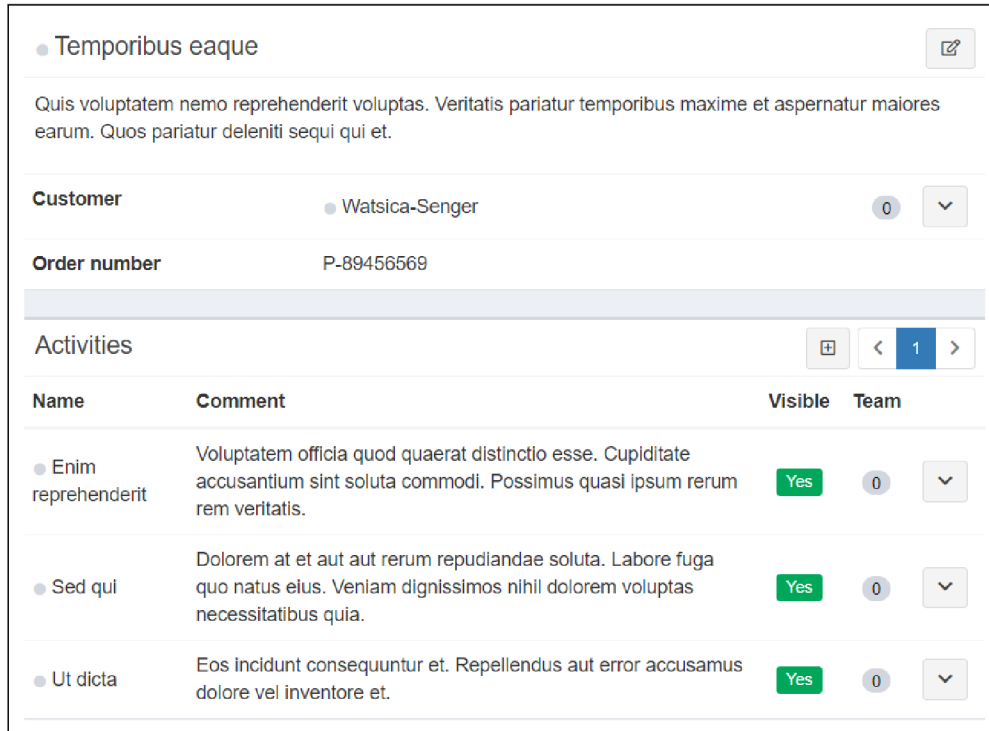 Temporibus eaque
Quis voluptatem nemo reprehenderit voluptas. Veritatis pariatur temporibus maxime et aspernatur maiores
earum. Quos pariatur deleniti sequi qui et.
Customer Watsica-Senger 0
Order number P-89456569
Activities 1
Name Comment Visible Team
Enim reprehenderit
Voluptatem officia quod quaerat distinctio esse. Cupiditate
accusantium sint soluta commodi. Possimus quasi ipsum rerum
rem veritatis.
Yes 0
Sed qui
Dolorem at et aut aut rerum repudiandae soluta. Labore fuga
quo natus eius. Veniam dignissimos nihil dolorem voluptas
necessitatibus quia.
Yes 0
Ut dicta
Eos incidunt consequuntur et. Repellendus aut error accusamus
dolore vel inventore et.
Yes 0